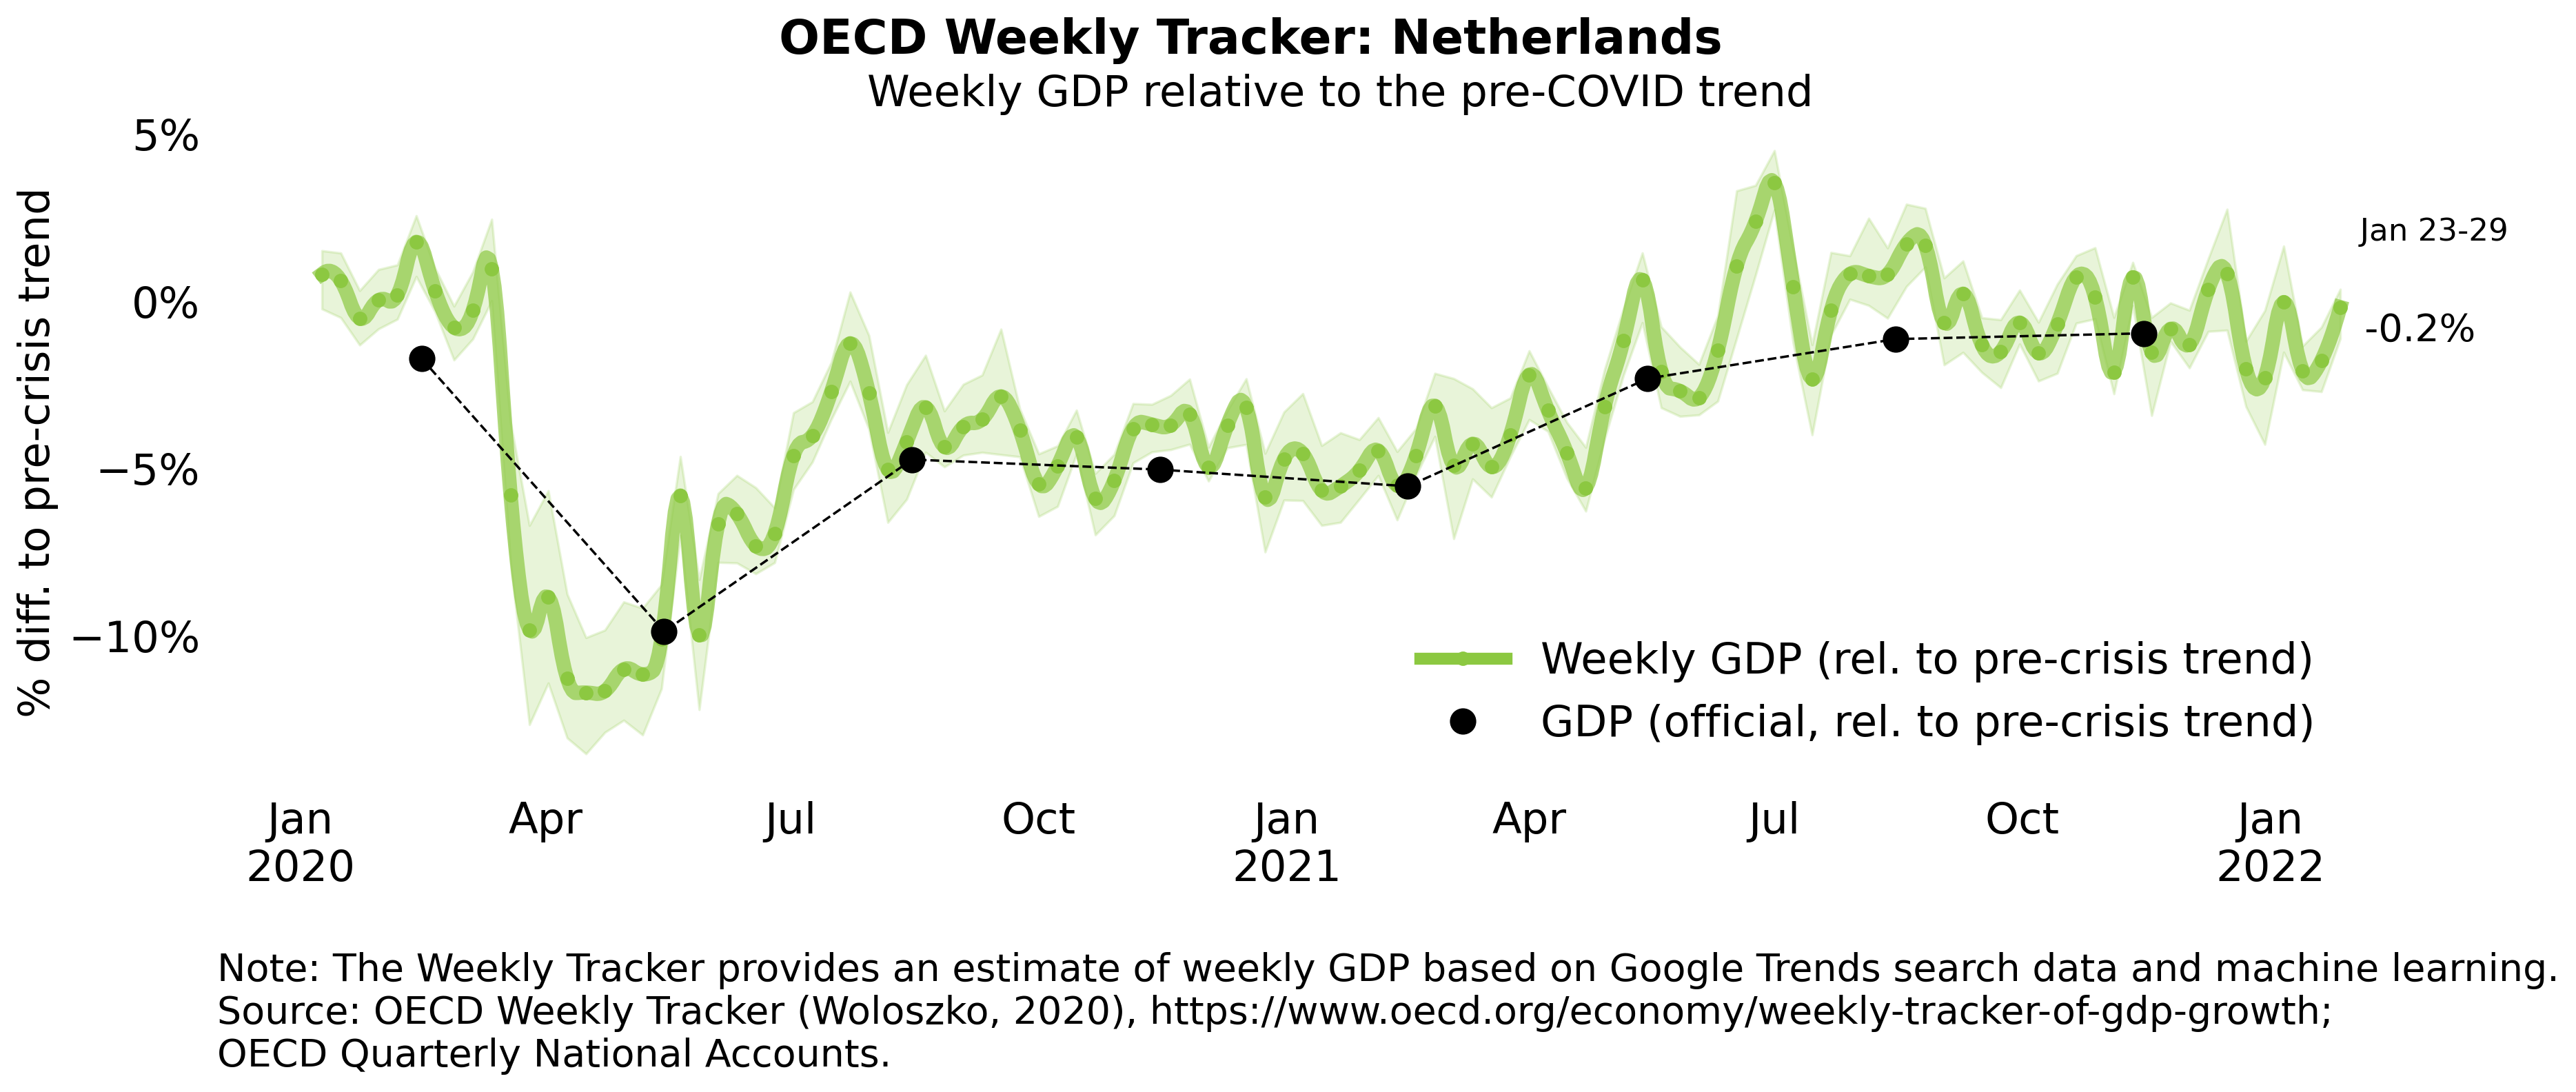 OECD Weekly Tracker: Netherlands
Weekly GDP relative to the pre-COVID trend
% diff. to pre-crisis trend
5%
0%
−5%
−10%
Jan 23-29
-0.2%
Weekly GDP (rel. to pre-crisis trend)
GDP (official, rel. to pre-crisis trend)
Jan Apr Jul Oct Jan Apr Jul Oct Jan
2020 2021 2022
Note: The Weekly Tracker provides an estimate of weekly GDP based on Google Trends search data and machine learning.
Source: OECD Weekly Tracker (Woloszko, 2020), https://www.oecd.org/economy/weekly-tracker-of-gdp-growth;
OECD Quarterly National Accounts.